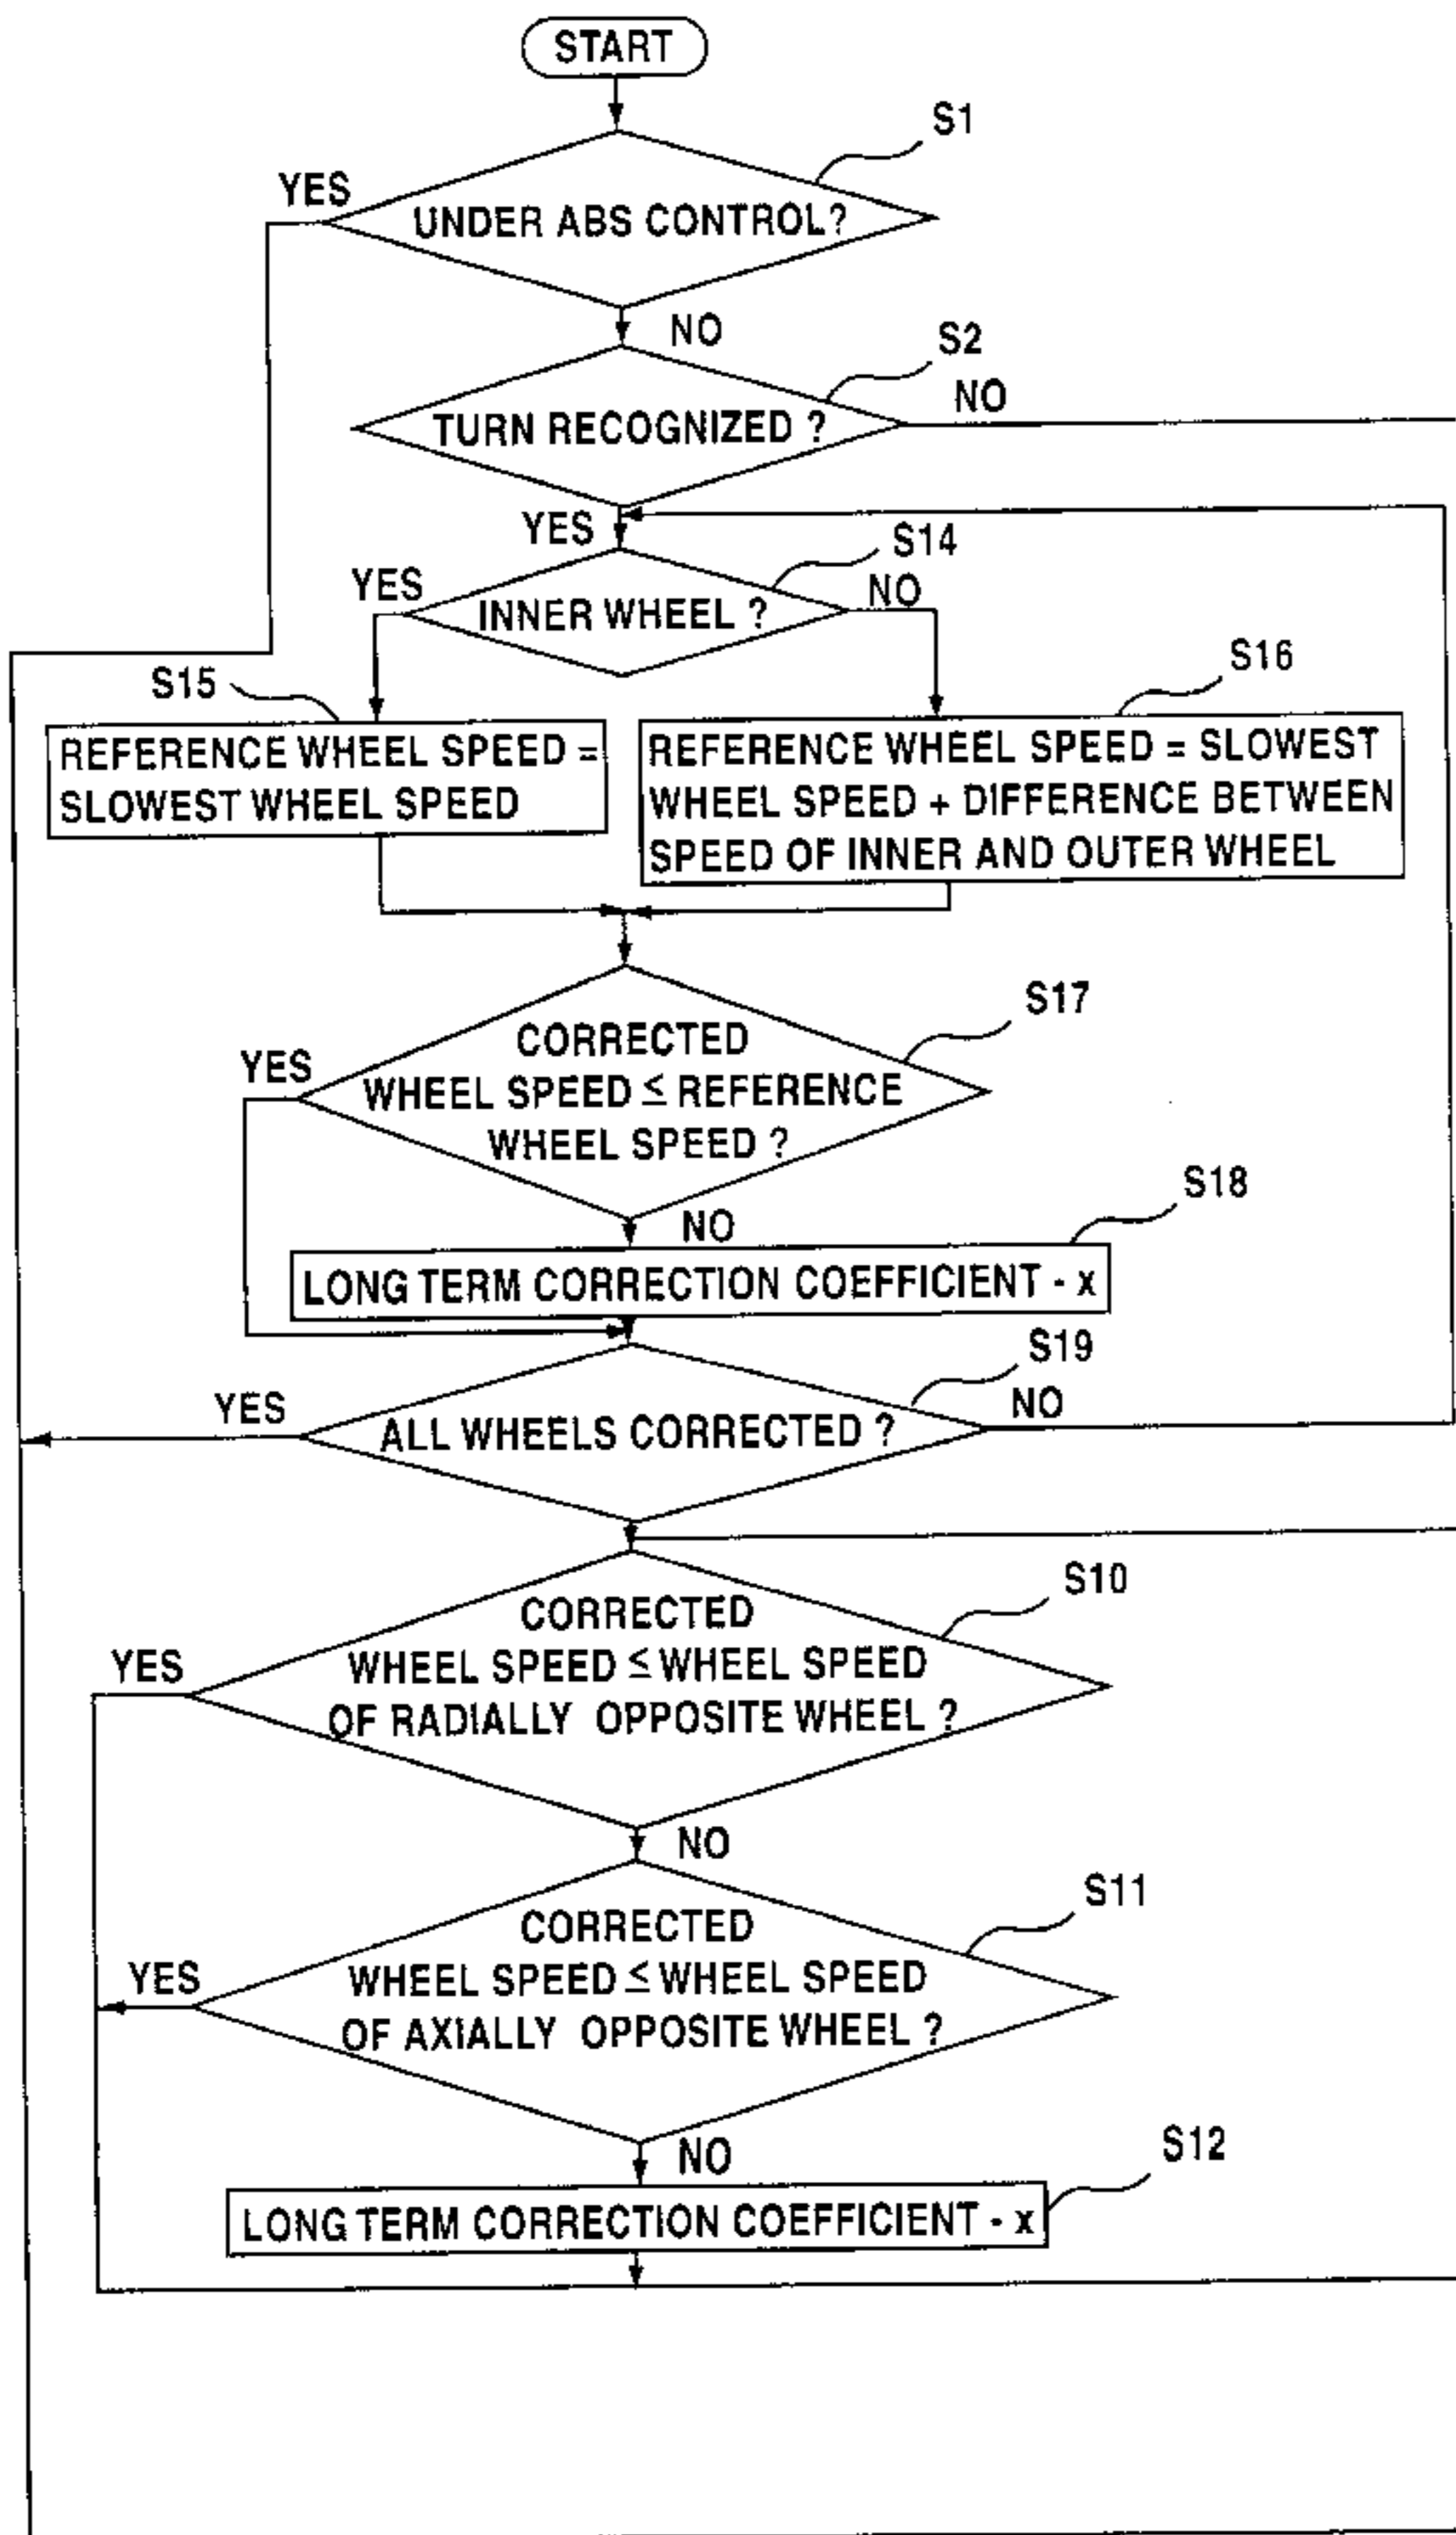 START
S1
YES
UNDER ABS CONTROL?
NO
S2
NO
TURN RECOGNIZED ?
YES
S14
YES
NO
INNER WHEEL ?
S15
S16
REFERENCE WHEEL SPEED =
SLOWEST WHEEL SPEED
REFERENCE WHEEL SPEED = SLOWEST
WHEEL SPEED + DIFFERENCE BETWEEN
SPEED OF INNER AND OUTER WHEEL
S17
YES
CORRECTED
WHEEL SPEED ≤ REFERENCE
WHEEL SPEED ?
S18
NO
LONG TERM CORRECTION COEFFICIENT - x
S19
YES
NO
ALL WHEELS CORRECTED ?
S10
YES
CORRECTED
WHEEL SPEED ≤ WHEEL SPEED
OF RADIALLY OPPOSITE WHEEL ?
NO
S11
YES
CORRECTED
WHEEL SPEED ≤ WHEEL SPEED
OF AXIALLY OPPOSITE WHEEL ?
NO
S12
LONG TERM CORRECTION COEFFICIENT - x